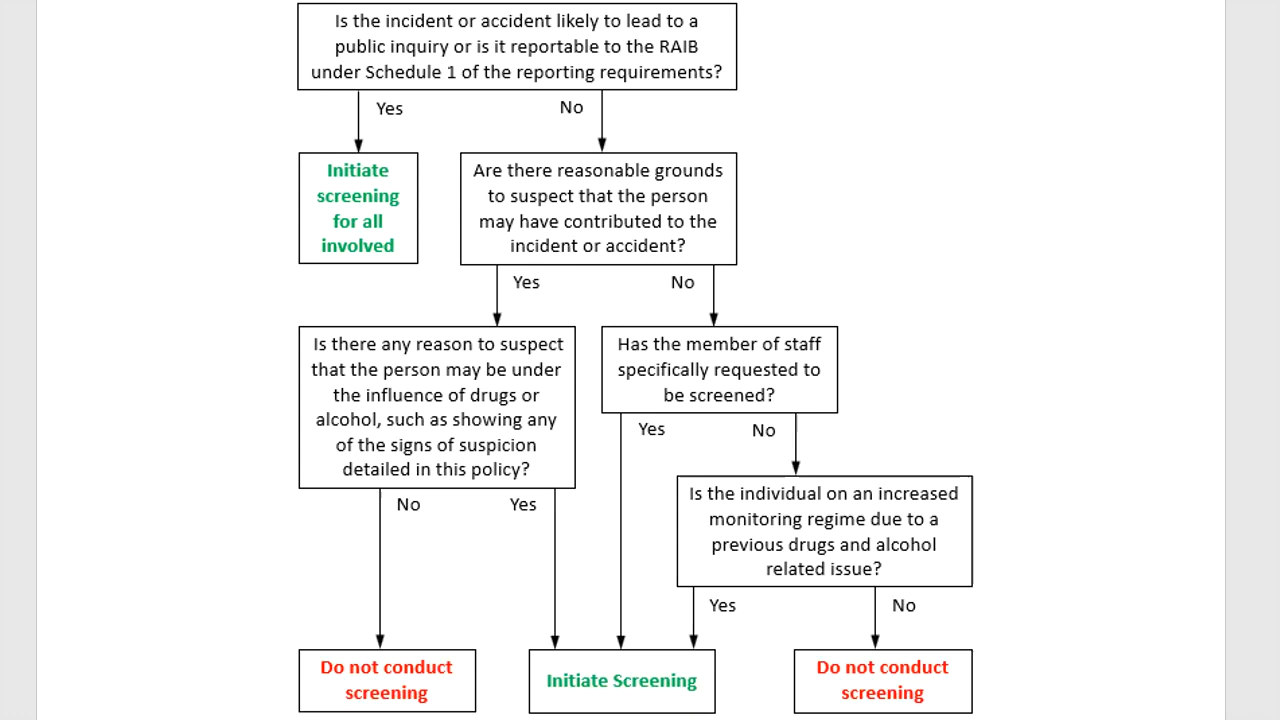 Is the incident or accident likely to lead to a
public inquiry or is it reportable to the RAIB
under Schedule 1 of the reporting requirements?
Yes
No
Initiate
screening
for all
involved
Are there reasonable grounds
to suspect that the person
may have contributed to the
incident or accident?
Yes
No
Is there any reason to suspect
that the person may be under
the influence of drugs or
alcohol, such as showing any
of the signs of suspicion
detailed in this policy?
Has the member of staff
specifically requested to
be screened?
Yes
No
No
Yes
Is the individual on an increased
monitoring regime due to a
previous drugs and alcohol
related issue?
Yes
No
Do not conduct
screening
Initiate Screening
Do not conduct
screening